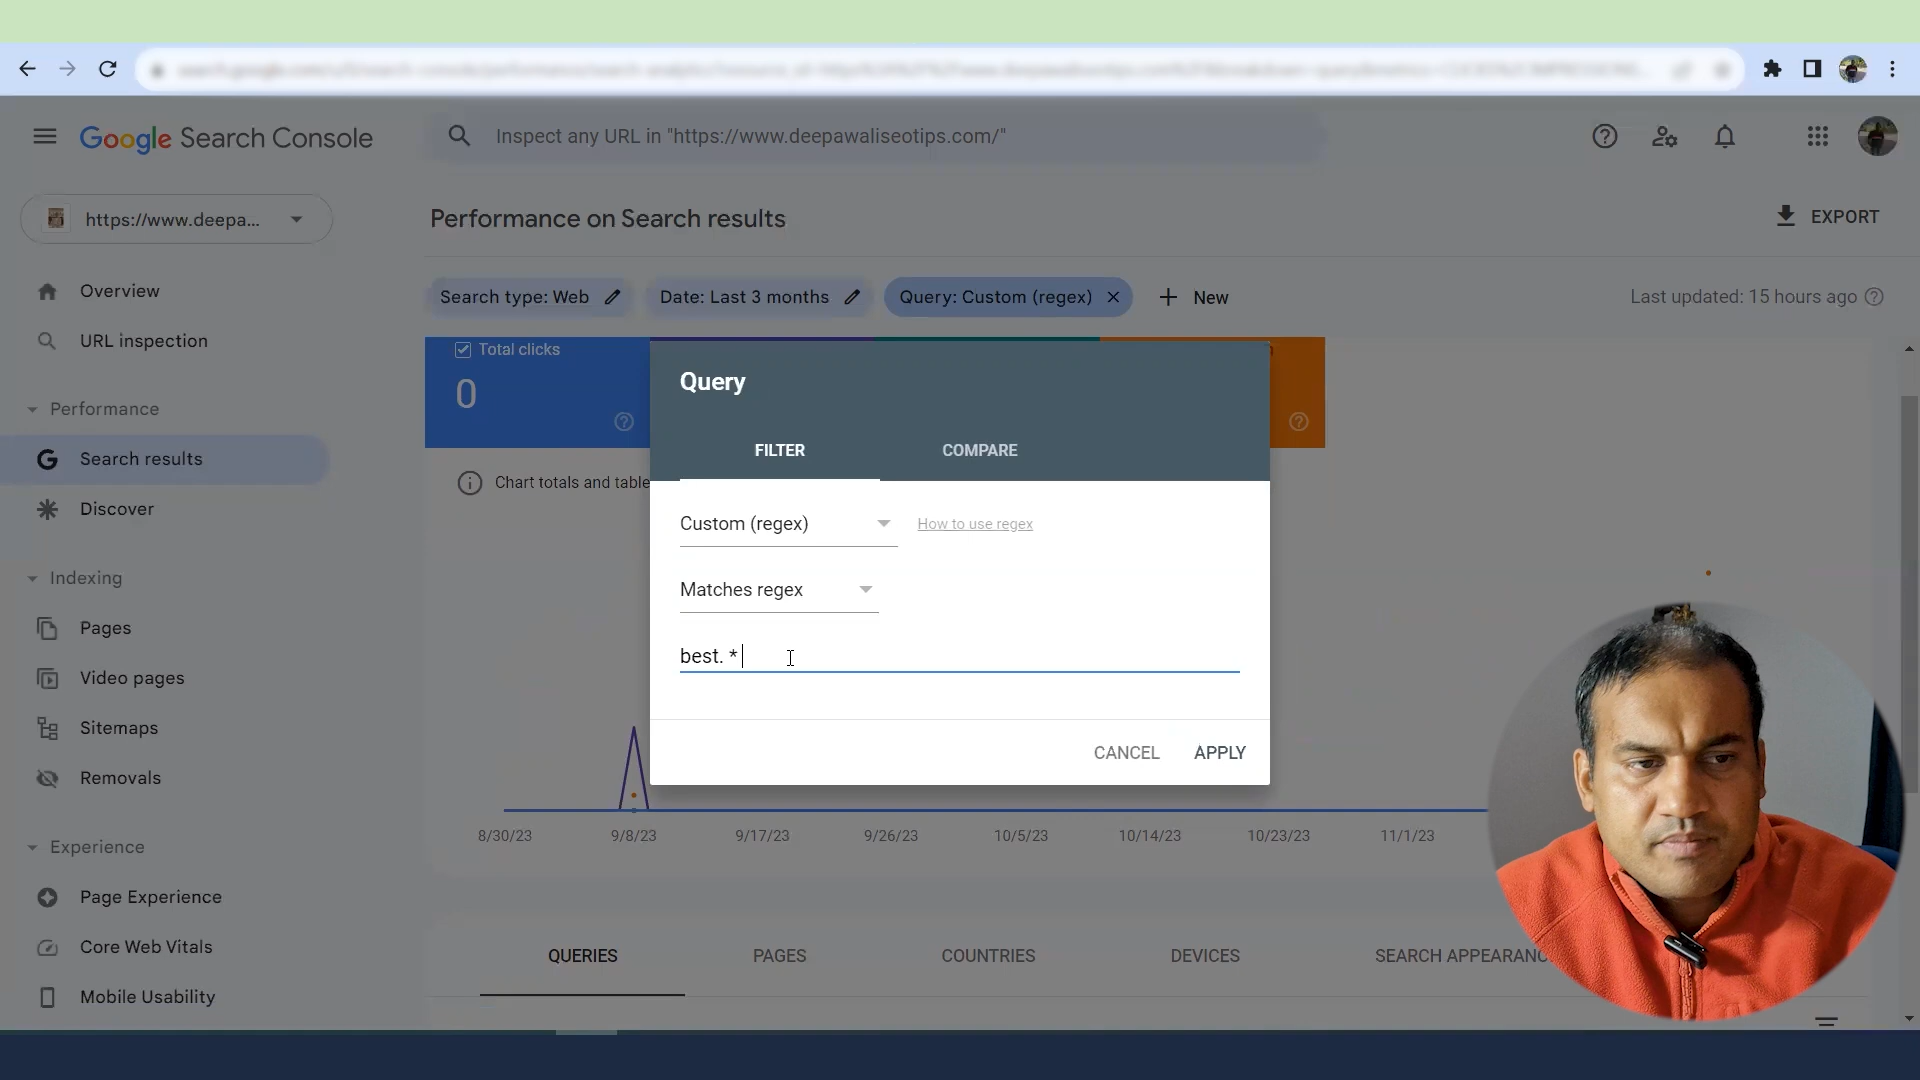 Google Search Console
Inspect any URL in "https://www.deepawaliseotips.com/"
https://www.deepa...
Performance on Search results
EXPORT
Search type: Web
Date: Last 3 months
Query: Custom (regex)
New
Last updated: 15 hours ago
Overview
URL inspection
Performance
Search results
Discover
Indexing
Pages
Video pages
Sitemaps
Removals
Experience
Page Experience
Core Web Vitals
Mobile Usability
Total clicks
0
Chart totals and table
Query
FILTER
COMPARE
Custom (regex)
How to use regex
Matches regex
best. *
CANCEL
APPLY
8/30/23
9/8/23
9/17/23
9/26/23
10/5/23
10/14/23
10/23/23
11/1/23
QUERIES
PAGES
COUNTRIES
DEVICES
SEARCH APPEARANC